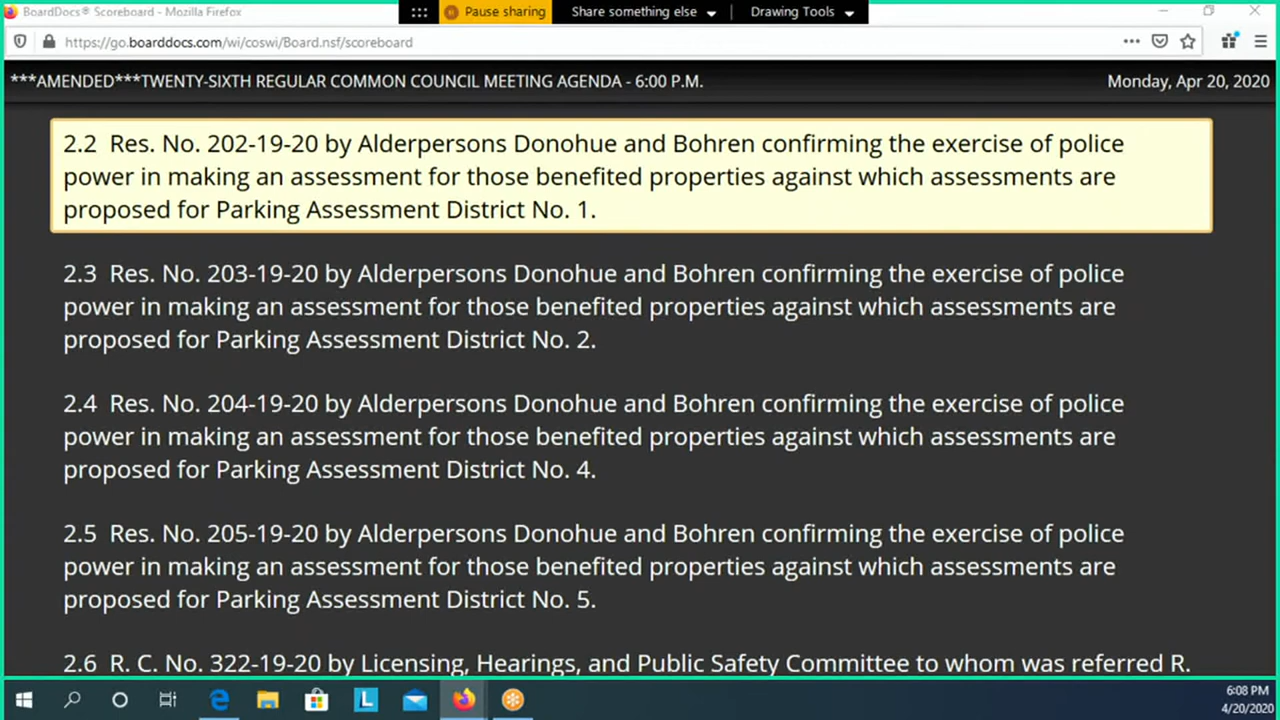 BoardDocs® Scoreboard - Mozilla Firefox
Pause sharing
Share something else
Drawing Tools
https://go.boarddocs.com/wi/coswi/Board.nsf/scoreboard
***AMENDED***TWENTY-SIXTH REGULAR COMMON COUNCIL MEETING AGENDA - 6:00 P.M.
Monday, Apr 20, 2020
2.2 Res. No. 202-19-20 by Alderpersons Donohue and Bohren confirming the exercise of police
power in making an assessment for those benefited properties against which assessments are
proposed for Parking Assessment District No. 1.
2.3 Res. No. 203-19-20 by Alderpersons Donohue and Bohren confirming the exercise of police
power in making an assessment for those benefited properties against which assessments are
proposed for Parking Assessment District No. 2.
2.4 Res. No. 204-19-20 by Alderpersons Donohue and Bohren confirming the exercise of police
power in making an assessment for those benefited properties against which assessments are
proposed for Parking Assessment District No. 4.
2.5 Res. No. 205-19-20 by Alderpersons Donohue and Bohren confirming the exercise of police
power in making an assessment for those benefited properties against which assessments are
proposed for Parking Assessment District No. 5.
2.6 R. C. No. 322-19-20 by Licensing, Hearings, and Public Safety Committee to whom was referred R.
L
6:08 PM
4/20/2020